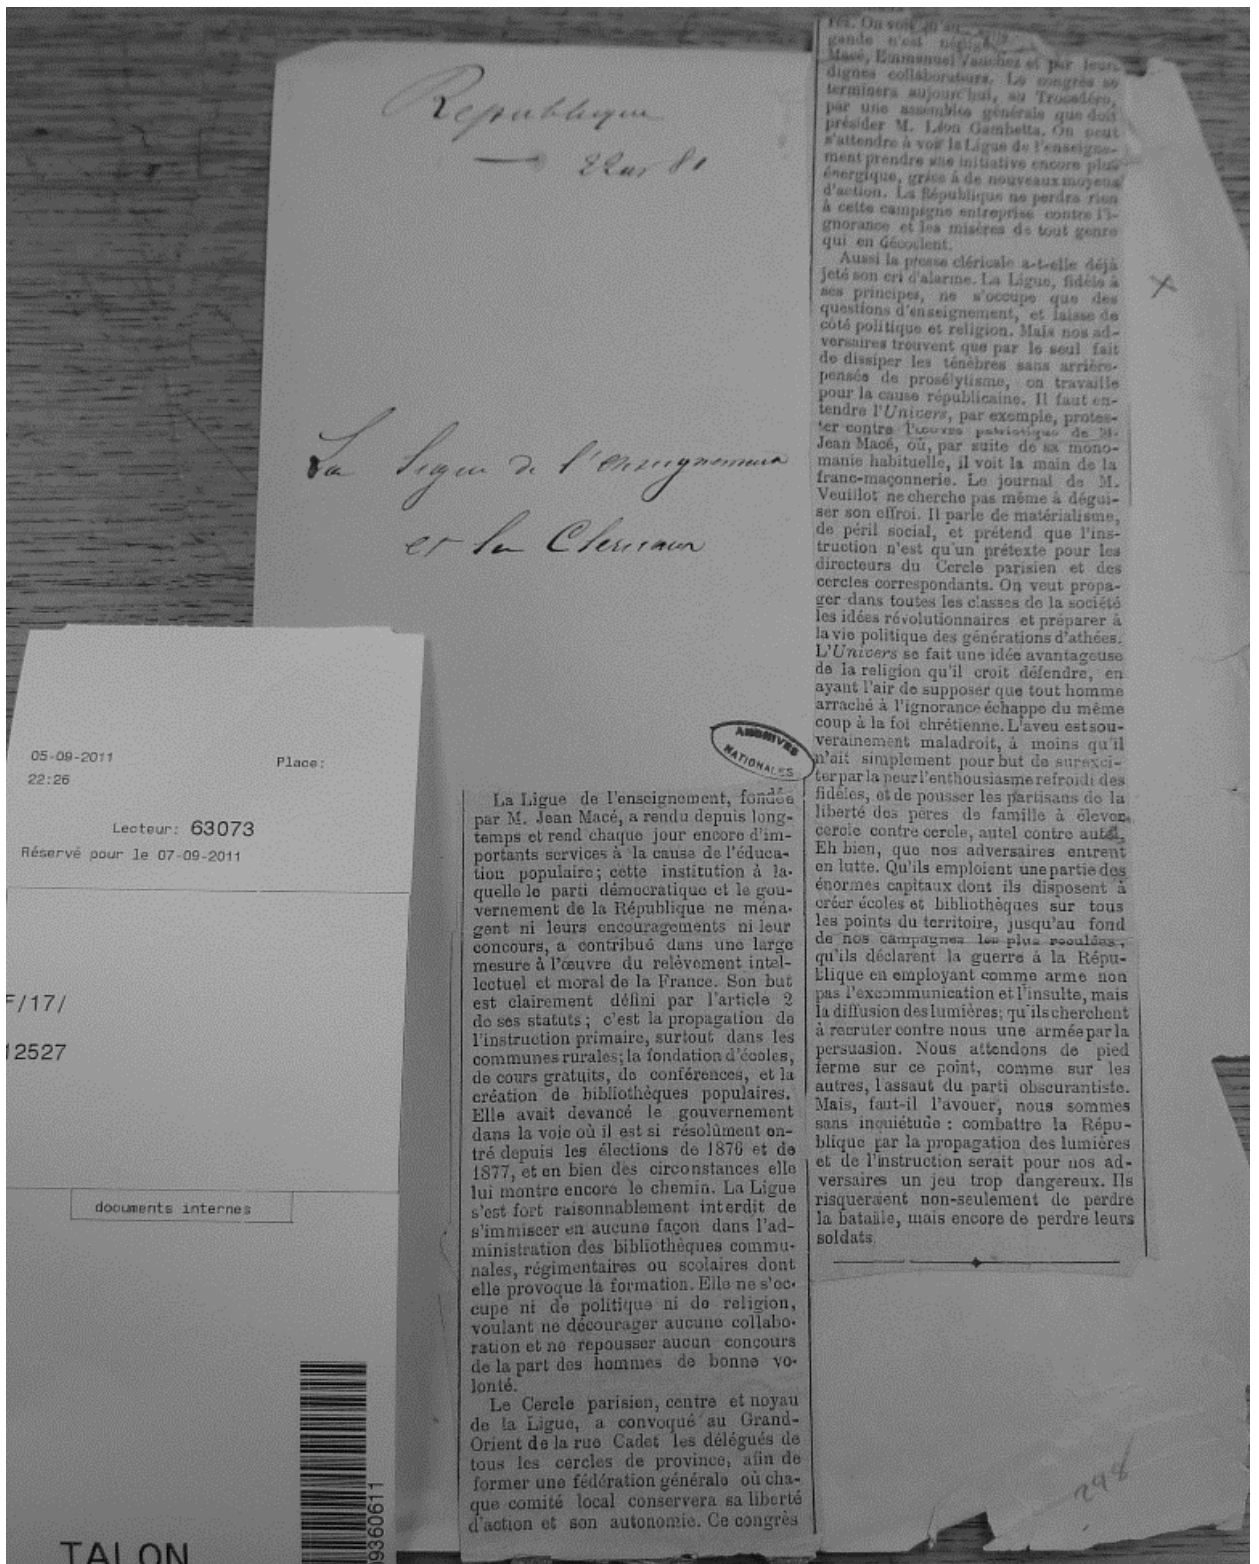 République
22 avr 81
La Ligue de l'enseignement
et les Cléricaux
ARCHIVES
NATIONALES
La Ligue de l'enseignement, fondée
par M. Jean Macé, a rendu depuis long-
temps et rend chaque jour encore d'im-
portants services à la cause de l'éduca-
tion populaire; cette institution à la-
quelle le parti démocratique et le gou-
vernement de la République ne ména-
gent ni leurs encouragements ni leur
concours, a contribué dans une large
mesure à l'œuvre du relèvement intel-
lectuel et moral de la France. Son but
est clairement défini par l'article 2
de ses statuts; c'est la propagation de
l'instruction primaire, surtout dans les
communes rurales; la fondation d'écoles,
de cours gratuits, de conférences, et la
création de bibliothèques populaires.
Elle avait devancé le gouvernement
dans la voie où il est si résolûment en-
tré depuis les élections de 1876 et de
1877, et en bien des circonstances elle
lui montre encore le chemin. La Ligue
s'est fort raisonnablement interdit de
s'immiscer en aucune façon dans l'ad-
ministration des bibliothèques commu-
nales, régimentaires ou scolaires dont
elle provoque la formation. Elle ne s'oc-
cupe ni de politique ni de religion,
voulant ne décourager aucune collabo-
ration et ne repousser aucun concours
de la part des hommes de bonne vo-
lonté.
Le Cercle parisien, centre et noyau
de la Ligue, a convoqué au Grand-
Orient de la rue Cadet les délégués de
tous les cercles de province, afin de
former une fédération générale où cha-
que comité local conservera sa liberté
d'action et son autonomie. Ce congrès
On voit qu'au
gande n'est
Macé, Emmanuel Vauchez et par leurs
dignes collaborateurs. Le congrès se
terminera aujourd'hui, au Trocadéro,
par une assemblée générale que doit
présider M. Léon Gambetta. On peut
s'attendre à voir la Ligue de l'enseigne-
ment prendre une initiative encore plus
énergique, grâce à de nouveaux moyens
d'action. La République ne perdra rien
à cette campagne entreprise contre l'i-
gnorance et les misères de tout genre
qui en découlent.
Aussi la presse cléricale a-t-elle déjà
jeté son cri d'alarme. La Ligue, fidèle à
ses principes, ne s'occupe que des
questions d'enseignement, et laisse de
côté politique et religion. Mais nos ad-
versaires trouvent que par le seul fait
de dissiper les ténèbres sans arrière-
pensée de prosélytisme, on travaille
pour la cause républicaine. Il faut en-
tendre l'Univers, par exemple, protes-
ter contre l'œuvre patriotique de M.
Jean Macé, où, par suite de sa mono-
manie habituelle, il voit la main de la
franc-maçonnerie. Le journal de M.
Veuillot ne cherche pas même à dégui-
ser son effroi. Il parle de matérialisme,
de péril social, et prétend que l'ins-
truction n'est qu'un prétexte pour les
directeurs du Cercle parisien et des
cercles correspondants. On veut propa-
ger dans toutes les classes de la société
les idées révolutionnaires et préparer à
la vie politique des générations d'athées.
L'Univers se fait une idée avantageuse
de la religion qu'il croit défendre, en
ayant l'air de supposer que tout homme
arraché à l'ignorance échappe du même
coup à la foi chrétienne. L'aveu est sou-
verainement maladroit, à moins qu'il
n'ait simplement pour but de surexci-
ter par la peur l'enthousiasme refroidi des
fidèles, et de pousser les partisans de la
liberté des pères de famille à élever
cercle contre cercle, autel contre autel.
Eh bien, que nos adversaires entrent
en lutte. Qu'ils emploient une partie des
énormes capitaux dont ils disposent à
créer écoles et bibliothèques sur tous
les points du territoire, jusqu'au fond
de nos campagnes les plus reculées,
qu'ils déclarent la guerre à la Répu-
blique en employant comme arme non
pas l'excommunication et l'insulte, mais
la diffusion des lumières; qu'ils cherchent
à recruter contre nous une armée par la
persuasion. Nous attendons de pied
ferme sur ce point, comme sur les
autres, l'assaut du parti obscurantiste.
Mais, faut-il l'avouer, nous sommes
sans inquiétude : combattre la Répu-
blique par la propagation des lumières
et de l'instruction serait pour nos ad-
versaires un jeu trop dangereux. Ils
risqueraient non-seulement de perdre
la bataille, mais encore de perdre leurs
soldats
298
05-09-2011
Place:
22:26
Lecteur: 63073
Réservé pour le 07-09-2011
F/17/
12527
documents internes
9360611
TALON